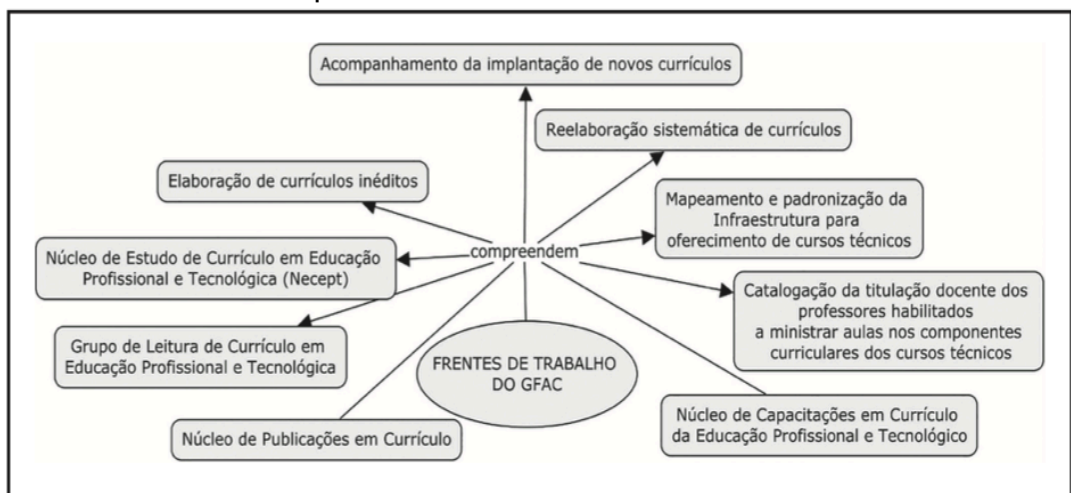 Acompanhamento da implantação de novos currículos
Reelaboração sistemática de currículos
Elaboração de currículos inéditos
Mapeamento e padronização da
Infraestrutura para
oferecimento de cursos técnicos
compreendem
Núcleo de Estudo de Currículo em Educação
Profissional e Tecnológica (Necept)
Catalogação da titulação docente dos
professores habilitados
a ministrar aulas nos componentes
curriculares dos cursos técnicos
Grupo de Leitura de Currículo em
Educação Profissional e Tecnológica
FRENTES DE TRABALHO
DO GFAC
Núcleo de Publicações em Currículo
Núcleo de Capacitações em Currículo
da Educação Profissional e Tecnológico